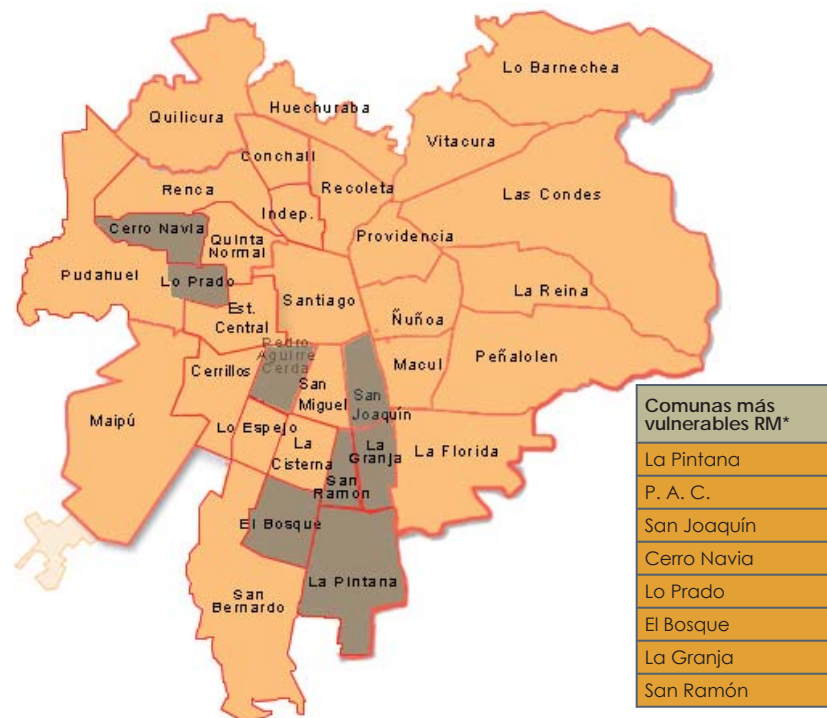 Lo Barnechea
Quilicura
Huechuraba
Vitacura
Conchali
Renca
Recoleta
Las Condes
Indep.
Cerro Navia
Providencia
Quinta
Normal
Pudahuel
Lo Prado
Santiago
La Reina
Est.
Central
Ñuñoa
Pedro
Aguirre
Cerda
Peñalolen
Cerrillos
Macul
San
Miguel
San
Joaquín
Maipú
Lo Espejo
La
Cisterna
La
Granja
La Florida
San
Ramón
El Bosque
La Pintana
San
Bernardo
Comunas más
vulnerables RM*
La Pintana
P. A. C.
San Joaquín
Cerro Navia
Lo Prado
El Bosque
La Granja
San Ramón